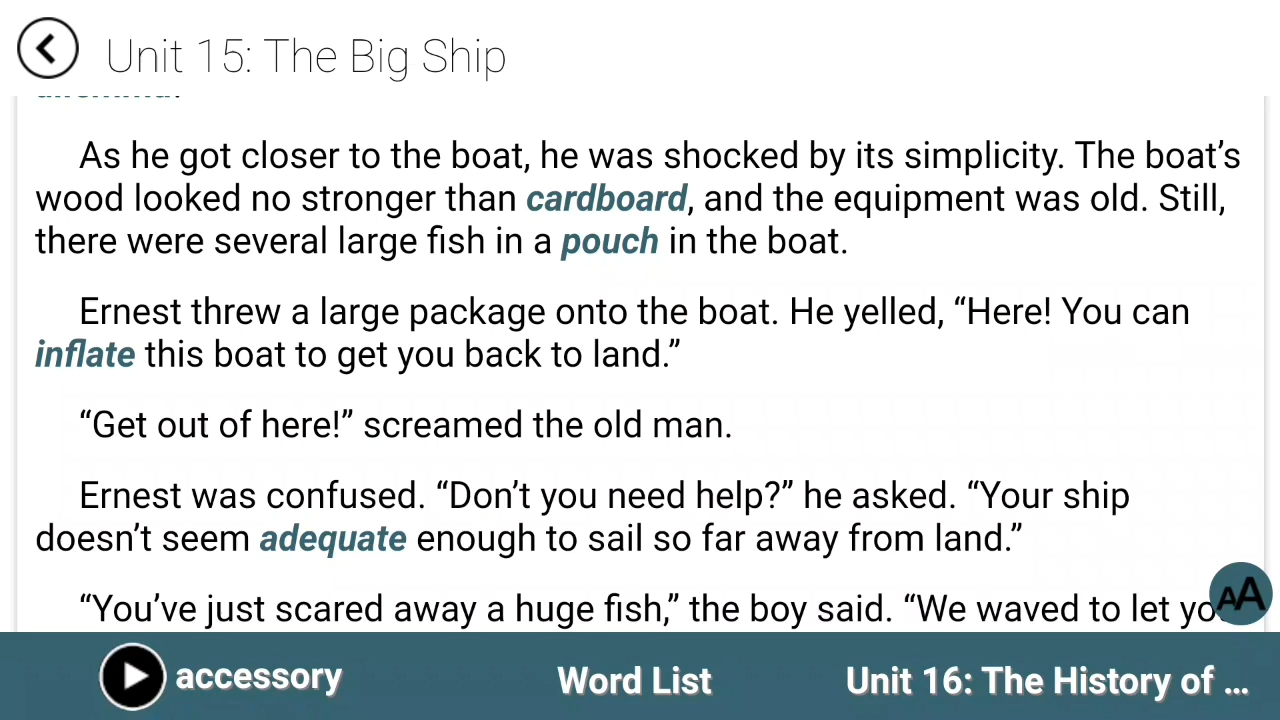 Unit 15: The Big Ship
As he got closer to the boat, he was shocked by its simplicity. The boat’s
wood looked no stronger than cardboard, and the equipment was old. Still,
there were several large fish in a pouch in the boat.
Ernest threw a large package onto the boat. He yelled, “Here! You can
inflate this boat to get you back to land.”
“Get out of here!” screamed the old man.
Ernest was confused. “Don’t you need help?” he asked. “Your ship
doesn’t seem adequate enough to sail so far away from land.”
“You’ve just scared away a huge fish,” the boy said. “We waved to let
AA
accessory
Word List
Unit 16: The History of ...